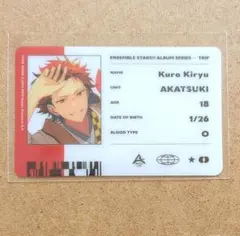 ENSEMBLE STARS!! ALBUM SERIES - TRIP
NAME Kuro Kiryu
UNIT AKATSUKI
AGE 18
DATE OF BIRTH 1/26
BLOOD TYPE O